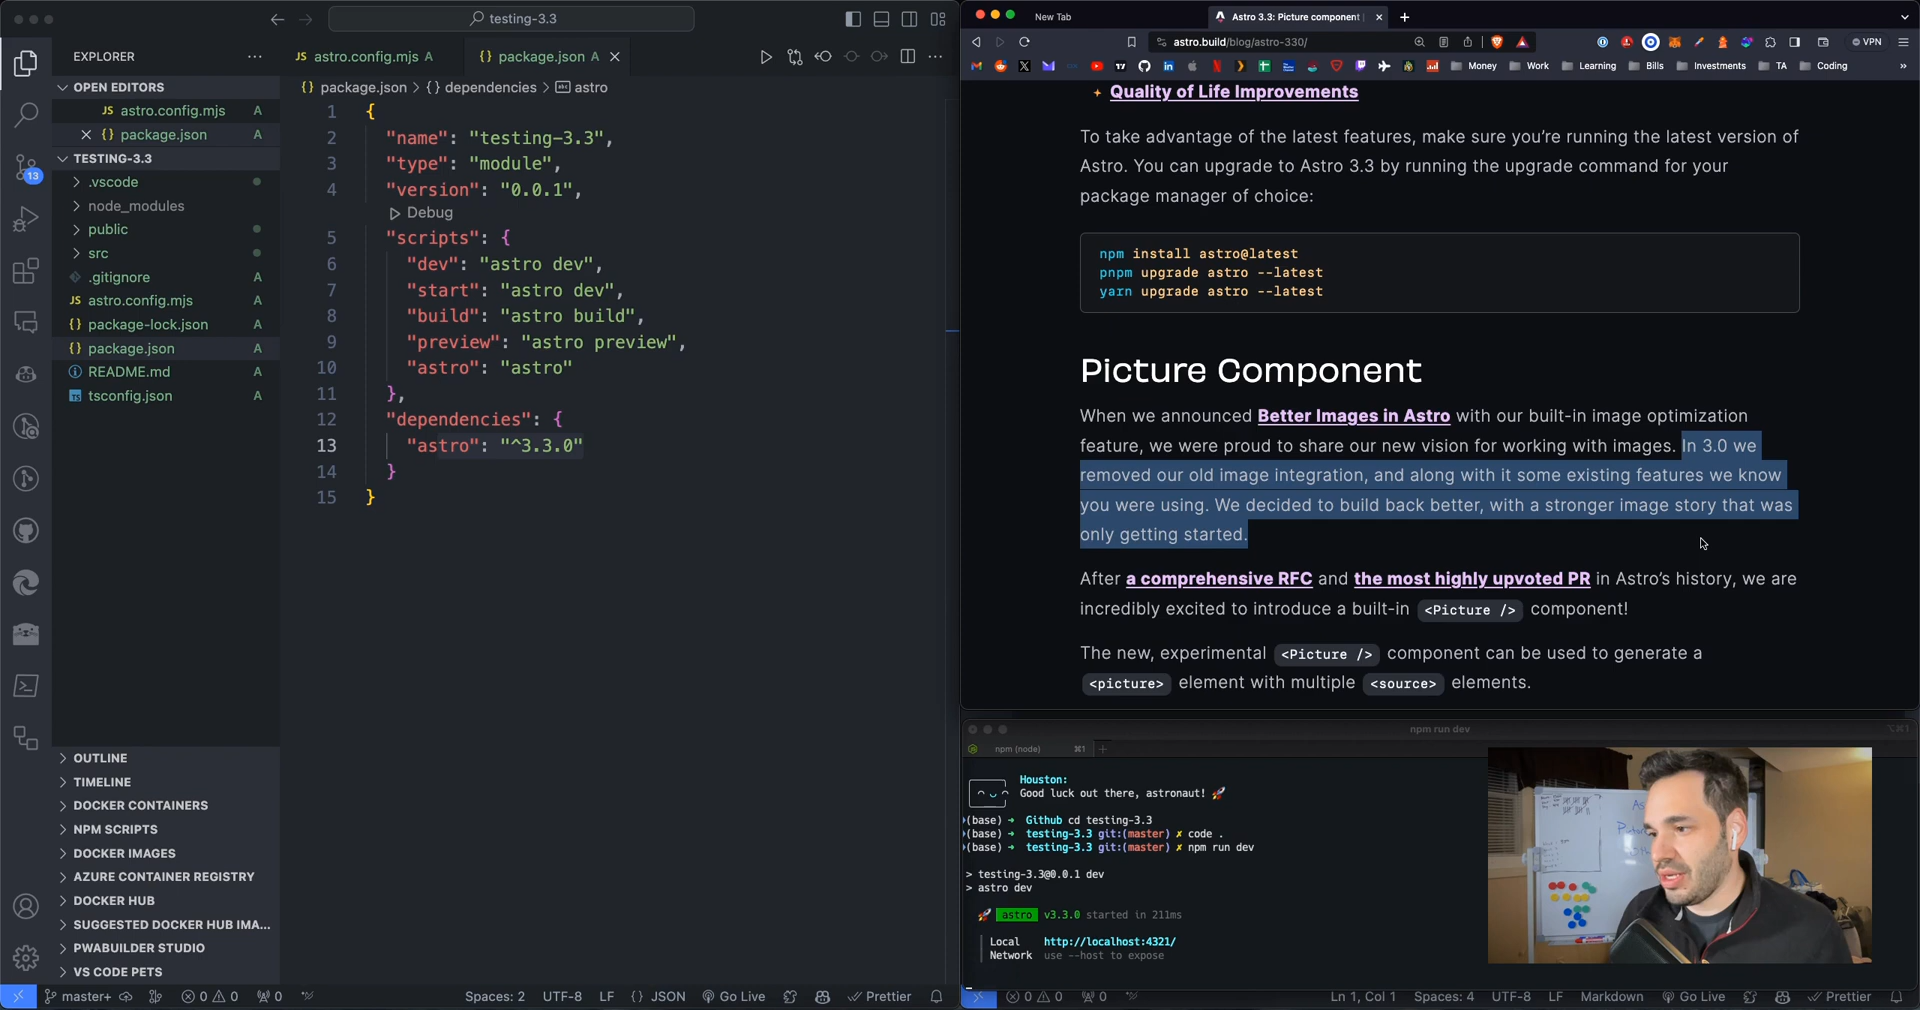 testing-3.3
EXPLORER
astro.config.mjs A
package.json A
package.json > {} dependencies > astro
OPEN EDITORS
astro.config.mjs A
package.json A
TESTING-3.3
.vscode
node_modules
public
src
.gitignore A
astro.config.mjs A
package-lock.json A
package.json A
README.md A
tsconfig.json A
13
1 {
2 "name": "testing-3.3",
3 "type": "module",
4 "version": "0.0.1",
Debug
5 "scripts": {
6 "dev": "astro dev",
7 "start": "astro dev",
8 "build": "astro build",
9 "preview": "astro preview",
10 "astro": "astro"
11 },
12 "dependencies": {
13 "astro": "^3.3.0"
14 }
15 }
OUTLINE
TIMELINE
DOCKER CONTAINERS
NPM SCRIPTS
DOCKER IMAGES
AZURE CONTAINER REGISTRY
DOCKER HUB
SUGGESTED DOCKER HUB IMA...
PWABUILDER STUDIO
VS CODE PETS
master+ 0 0 0 Spaces: 2 UTF-8 LF {} JSON Go Live Prettier
New Tab
Astro 3.3: Picture component
astro.build/blog/astro-330/
VPN
Money Work Learning Bills Investments TA Coding
Quality of Life Improvements
To take advantage of the latest features, make sure you’re running the latest version of
Astro. You can upgrade to Astro 3.3 by running the upgrade command for your
package manager of choice:
npm install astro@latest
pnpm upgrade astro --latest
yarn upgrade astro --latest
Picture Component
When we announced Better Images in Astro with our built-in image optimization
feature, we were proud to share our new vision for working with images. In 3.0 we
removed our old image integration, and along with it some existing features we know
you were using. We decided to build back better, with a stronger image story that was
only getting started.
After a comprehensive RFC and the most highly upvoted PR in Astro’s history, we are
incredibly excited to introduce a built-in <Picture /> component!
The new, experimental <Picture /> component can be used to generate a
<picture> element with multiple <source> elements.
npm run dev
npm (node) ⌘1
Houston:
Good luck out there, astronaut! 🚀
(base) → Github cd testing-3.3
(base) → testing-3.3 git:(master) ✗ code .
(base) → testing-3.3 git:(master) ✗ npm run dev
> testing-3.3@0.0.1 dev
> astro dev
🚀 astro v3.3.0 started in 211ms
Local http://localhost:4321/
Network use --host to expose
0 0 0 Ln 1, Col 1 Spaces: 4 UTF-8 LF Markdown Go Live Prettier